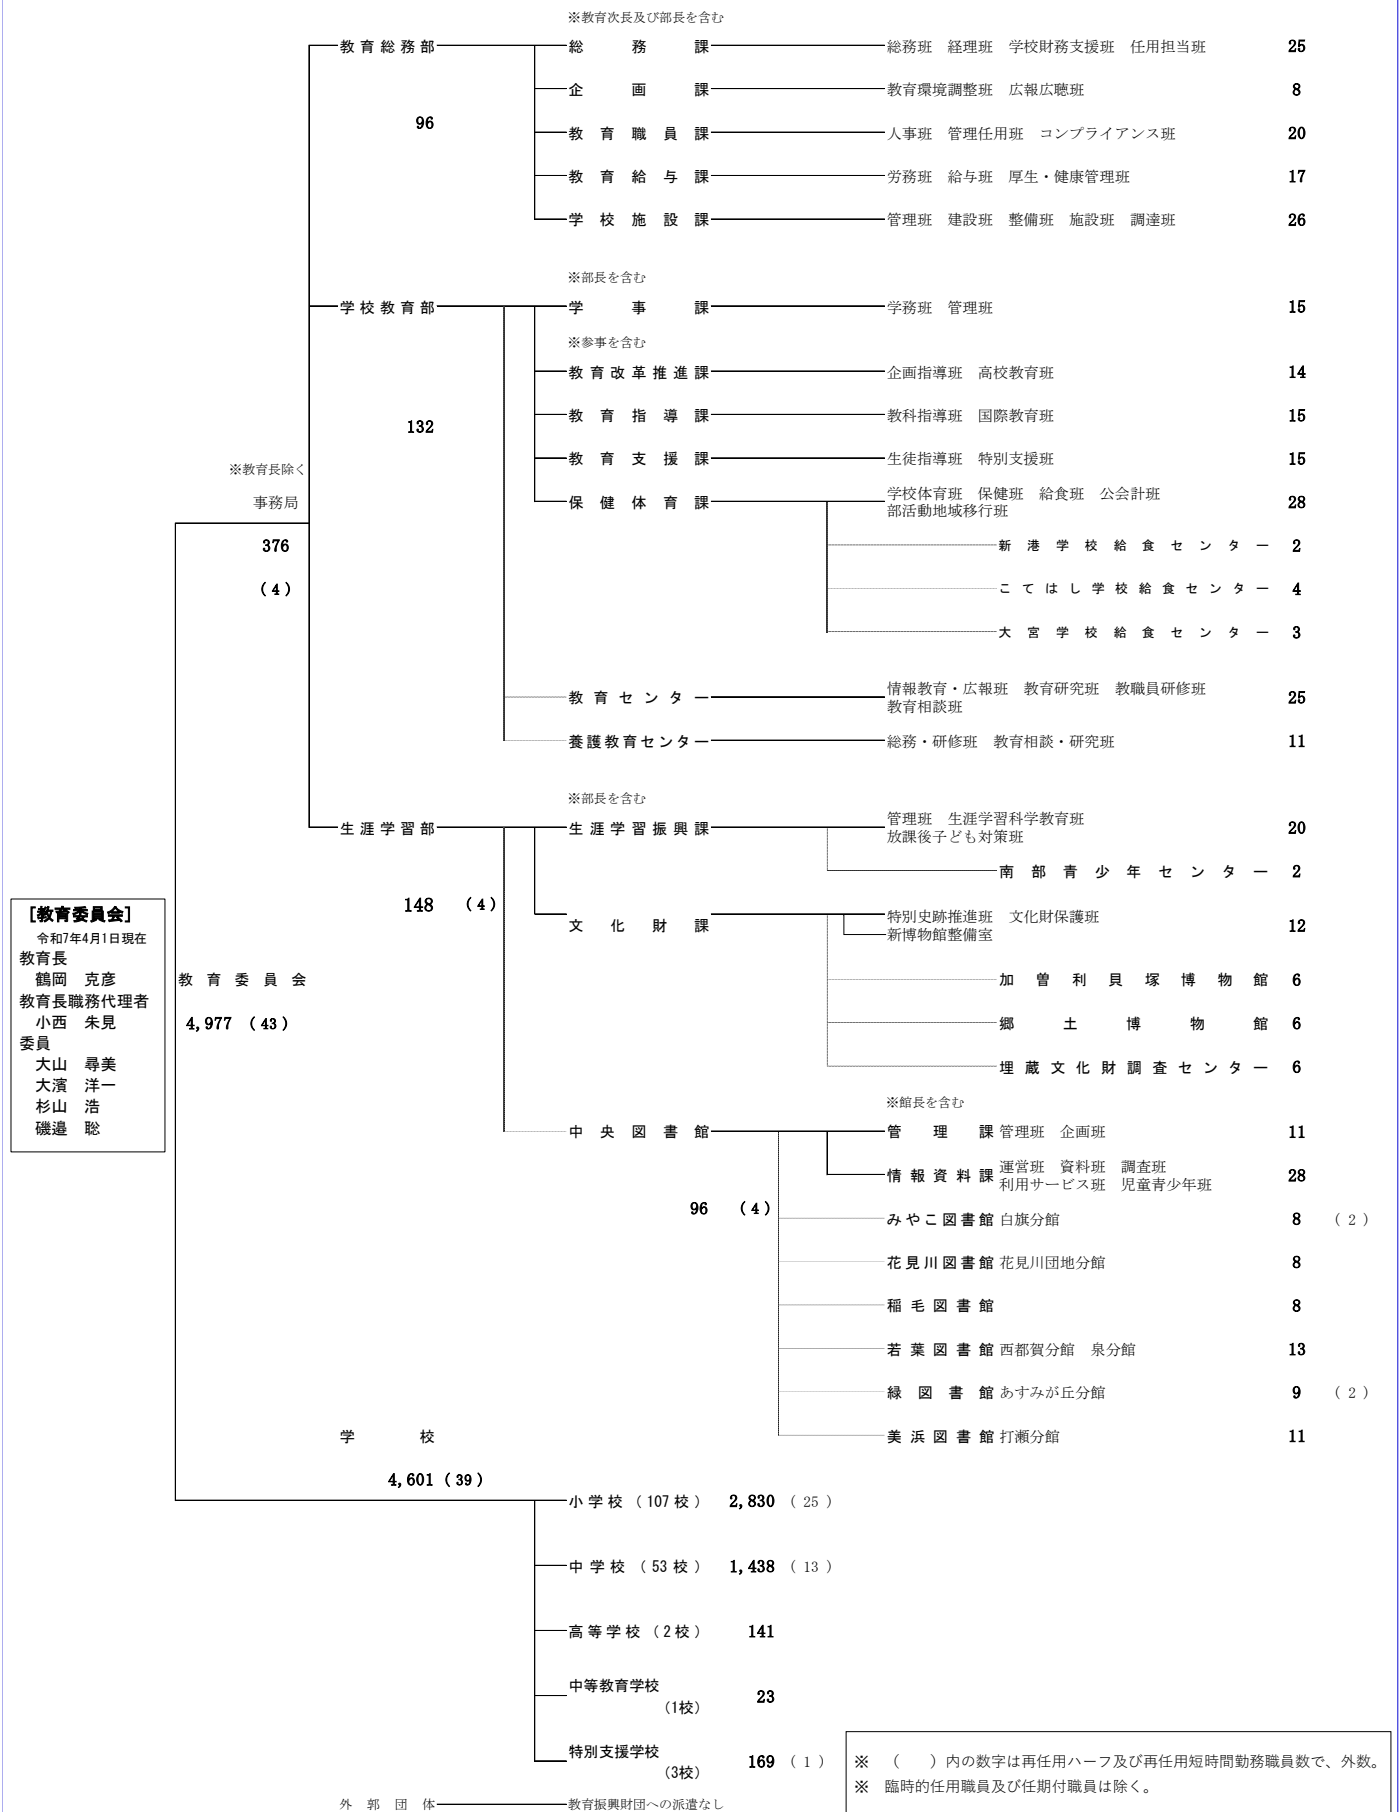 ※教育次長及び部長を含む
教育総務部 総務課 総務班 経理班 学校財務支援班 任用担当班 25
企画課 教育環境調整班 広報広聴班 8
96
教育職員課 人事班 管理任用班 コンプライアンス班 20
教育給与課 労務班 給与班 厚生・健康管理班 17
学校施設課 管理班 建設班 整備班 施設班 調達班 26
※部長を含む
学校教育部 学事課 学務班 管理班 15
※参事を含む
教育改革推進課 企画指導班 高校教育班 14
132
教育指導課 教科指導班 国際教育班 15
教育支援課 生徒指導班 特別支援班 15
※教育長除く
事務局
376
(4)
保健体育課 学校体育班 保健班 給食班 公会計班
部活動地域移行班 28
新港学校給食センター 2
こてはし学校給食センター 4
大宮学校給食センター 3
教育センター 情報教育・広報班 教育研究班 教職員研修班
教育相談班 25
養護教育センター 総務・研修班 教育相談・研究班 11
※部長を含む
生涯学習部 生涯学習振興課 管理班 生涯学習科学教育班
放課後子ども対策班 20
南部青少年センター 2
148 (4)
文化財課 特別史跡推進班 文化財保護班
新博物館整備室 12
加曽利貝塚博物館 6
郷土博物館 6
埋蔵文化財調査センター 6
[教育委員会]
令和7年4月1日現在
教育長
鶴岡 克彦
教育長職務代理者
小西 朱見
委員
大山 尋美
大濱 洋一
杉山 浩
磯邉 聡
教育委員会
4,977 (43)
※館長を含む
中央図書館 管理課 管理班 企画班 11
情報資料課 運営班 資料班 調査班
利用サービス班 児童青少年班 28
96 (4)
みやこ図書館 白旗分館 8 (2)
花見川図書館 花見川団地分館 8
稲毛図書館 8
若葉図書館 西都賀分館 泉分館 13
緑図書館 あすみが丘分館 9 (2)
美浜図書館 打瀬分館 11
学校
4,601 (39)
小学校 (107校) 2,830 (25)
中学校 (53校) 1,438 (13)
高等学校 (2校) 141
中等教育学校
(1校) 23
特別支援学校
(3校) 169 (1)
外郭団体 教育振興財団への派遣なし
※ ( )内の数字は再任用ハーフ及び再任用短時間勤務職員数で、外数。
※ 臨時的任用職員及び任期付職員は除く。